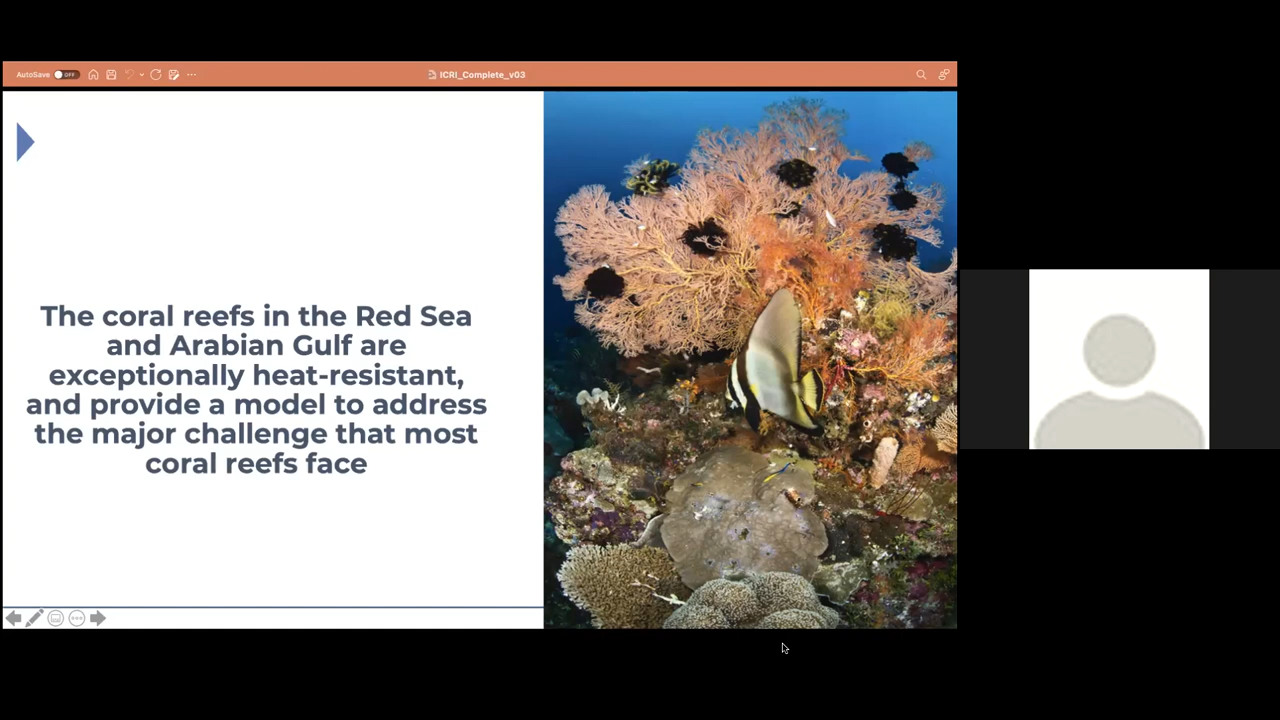 AutoSave OFF
ICRI_Complete_v03
The coral reefs in the Red Sea
and Arabian Gulf are
exceptionally heat-resistant,
and provide a model to address
the major challenge that most
coral reefs face